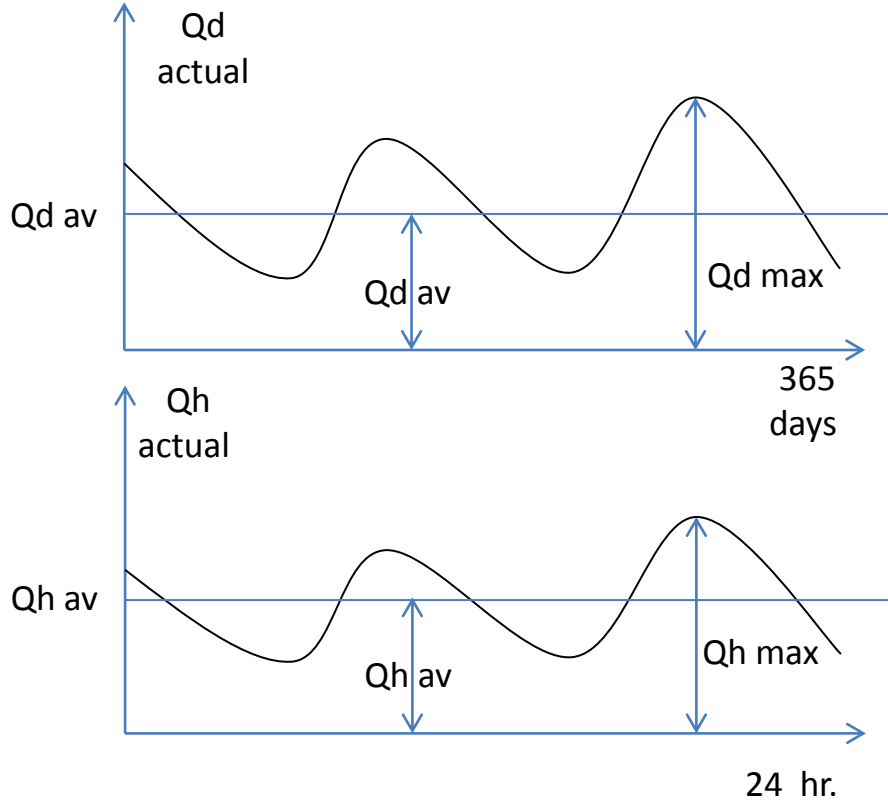 Qd
actual
Qd av
Qd av
Qd max
365
days
Qh
actual
Qh av
Qh av
Qh max
24 hr.